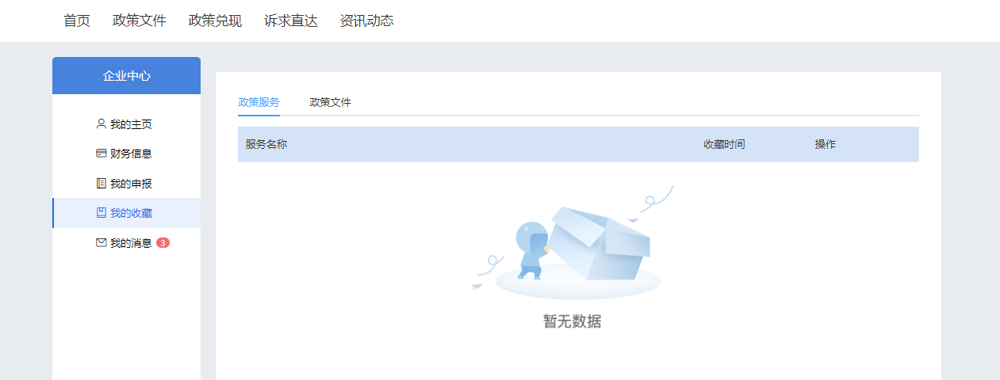 首页 政策文件 政策兑现 诉求直达 资讯动态
企业中心
我的主页
财务信息
我的申报
我的收藏
我的消息 3
政策服务 政策文件
服务名称 收藏时间 操作
暂无数据